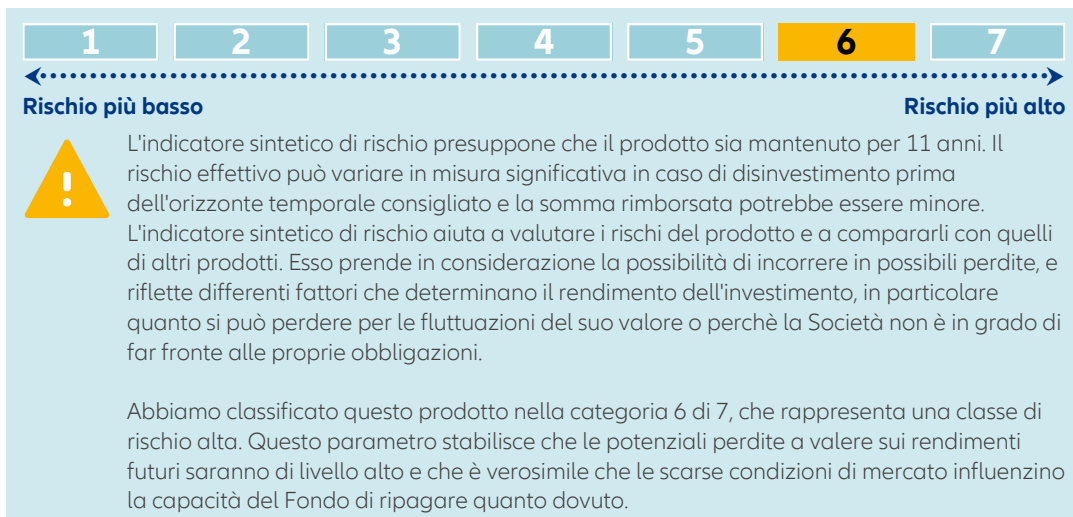 1 2 3 4 5 6 7
Rischio più basso Rischio più alto
L'indicatore sintetico di rischio presuppone che il prodotto sia mantenuto per 11 anni. Il
rischio effettivo può variare in misura significativa in caso di disinvestimento prima
dell'orizzonte temporale consigliato e la somma rimborsata potrebbe essere minore.
L'indicatore sintetico di rischio aiuta a valutare i rischi del prodotto e a compararli con quelli
di altri prodotti. Esso prende in considerazione la possibilità di incorrere in possibili perdite, e
riflette differenti fattori che determinano il rendimento dell'investimento, in particolare
quanto si può perdere per le fluttuazioni del suo valore o perchè la Società non è in grado di
far fronte alle proprie obbligazioni.
Abbiamo classificato questo prodotto nella categoria 6 di 7, che rappresenta una classe di
rischio alta. Questo parametro stabilisce che le potenziali perdite a valere sui rendimenti
futuri saranno di livello alto e che è verosimile che le scarse condizioni di mercato influenzino
la capacità del Fondo di ripagare quanto dovuto.